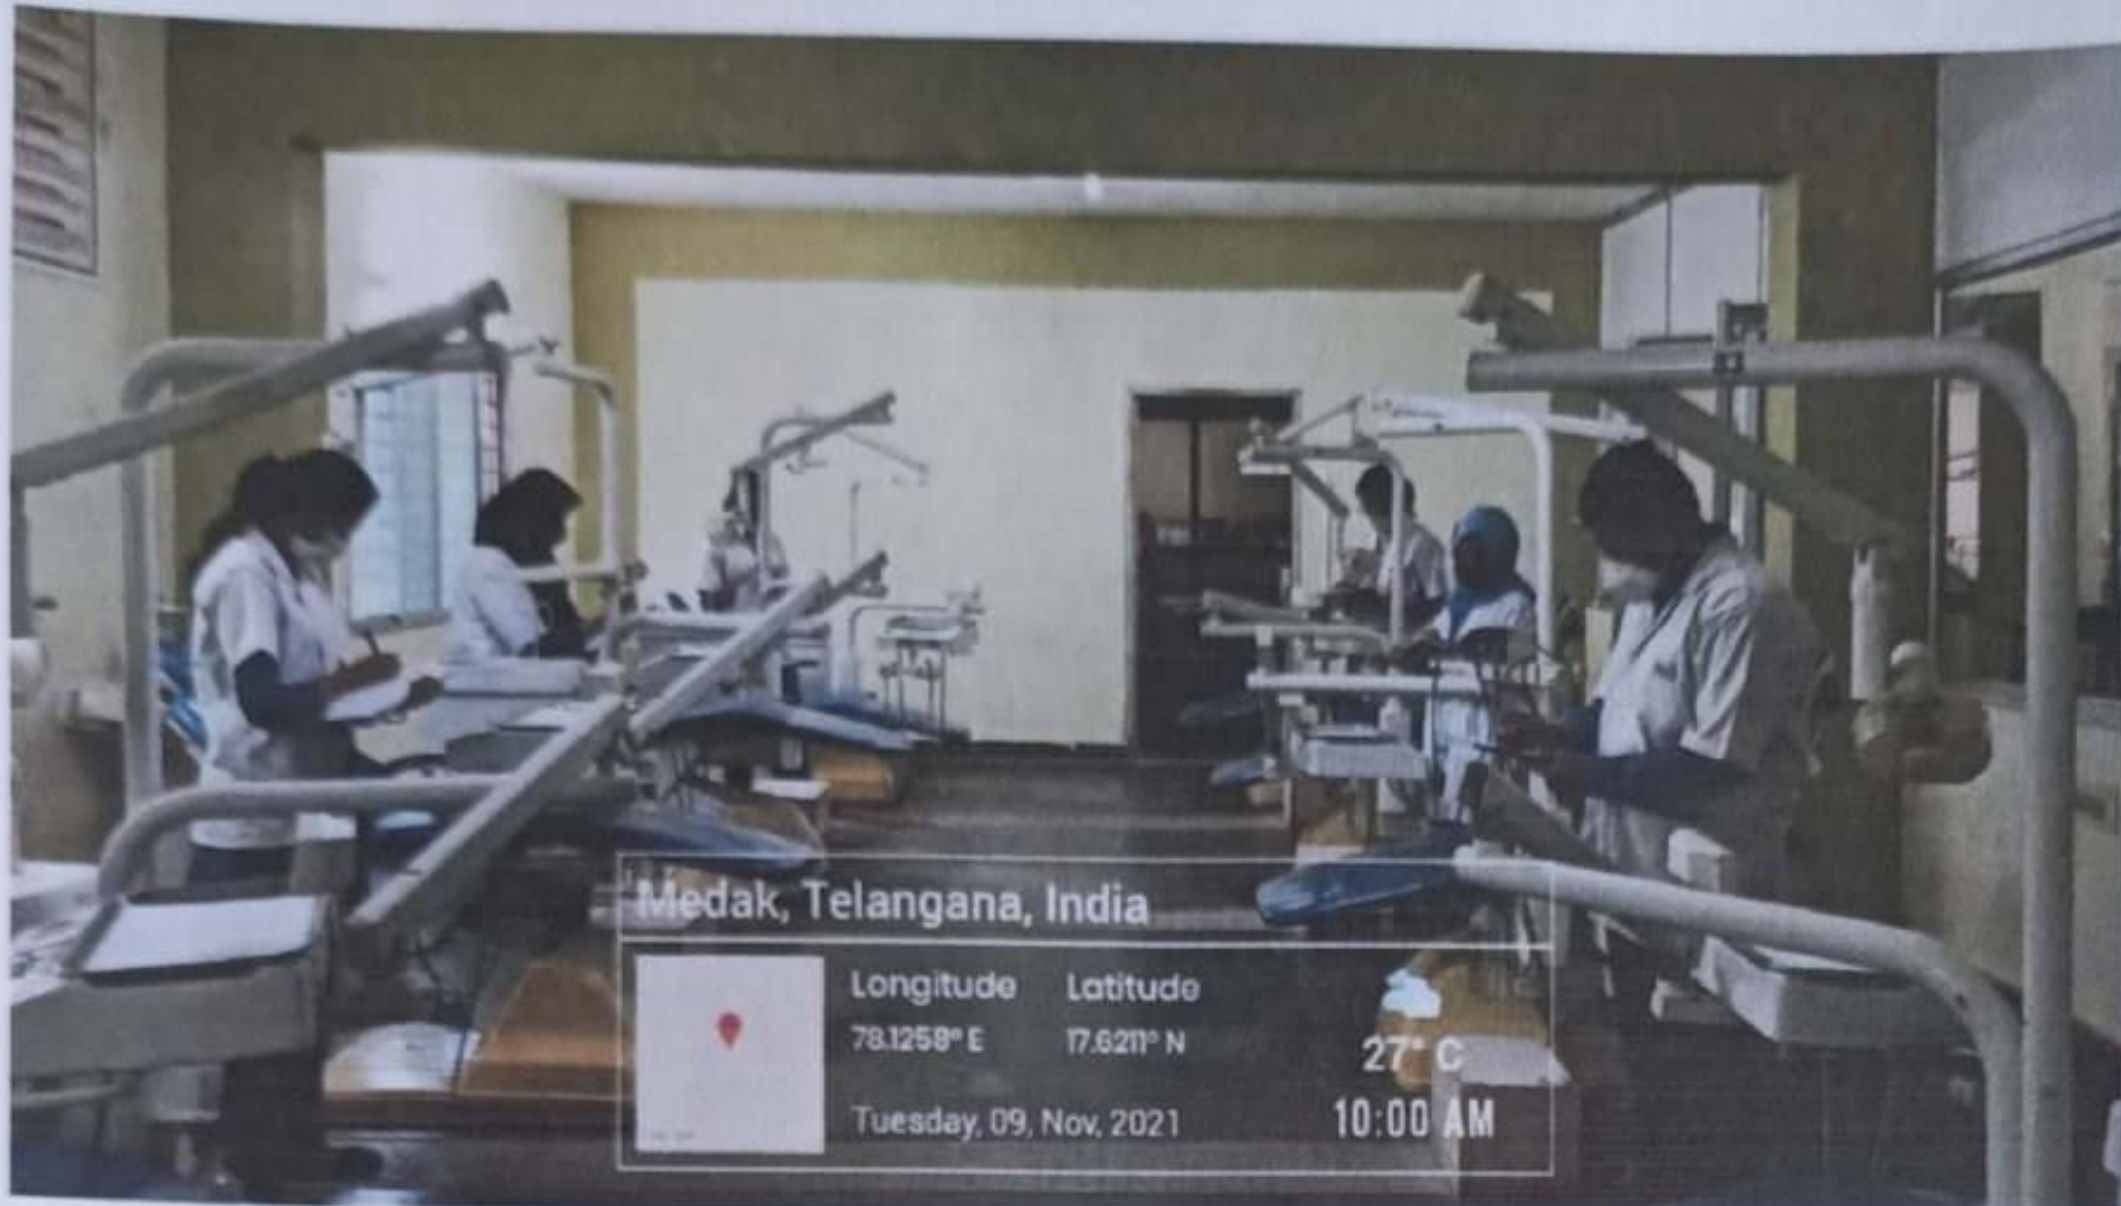 Medak, Telangana, India
Longitude Latitude
78.1258° E 17.6211° N
27° C
Tuesday, 09, Nov, 2021
10:00 AM